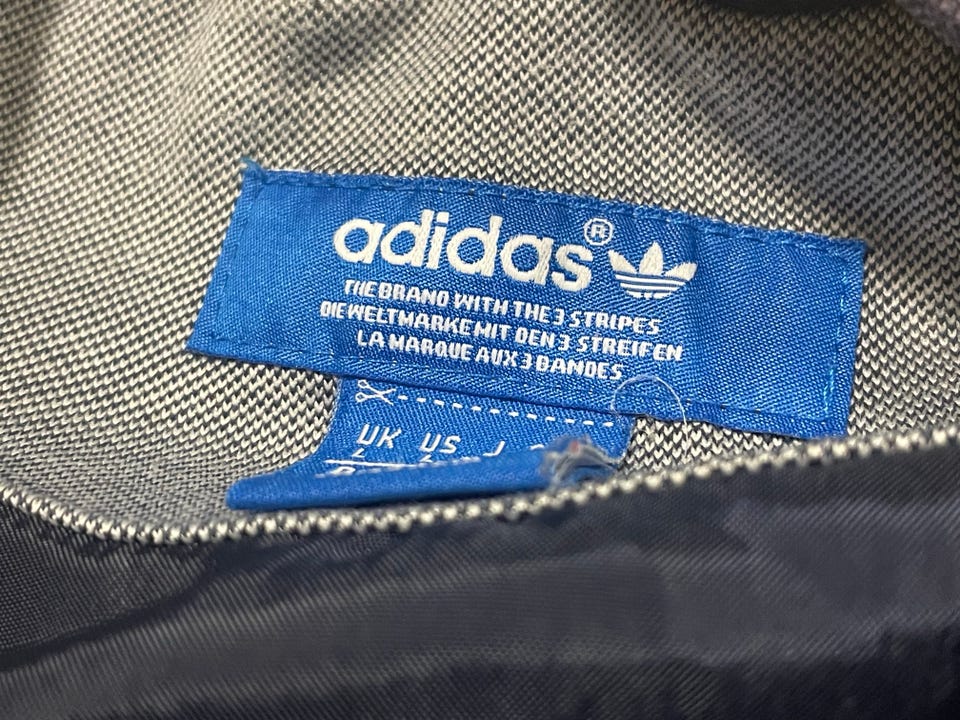 adidas®
THE BRAND WITH THE 3 STRIPES
DIE WELTMARKE MIT DEN 3 STREIFEN
LA MARQUE AUX 3 BANDES
UK US J